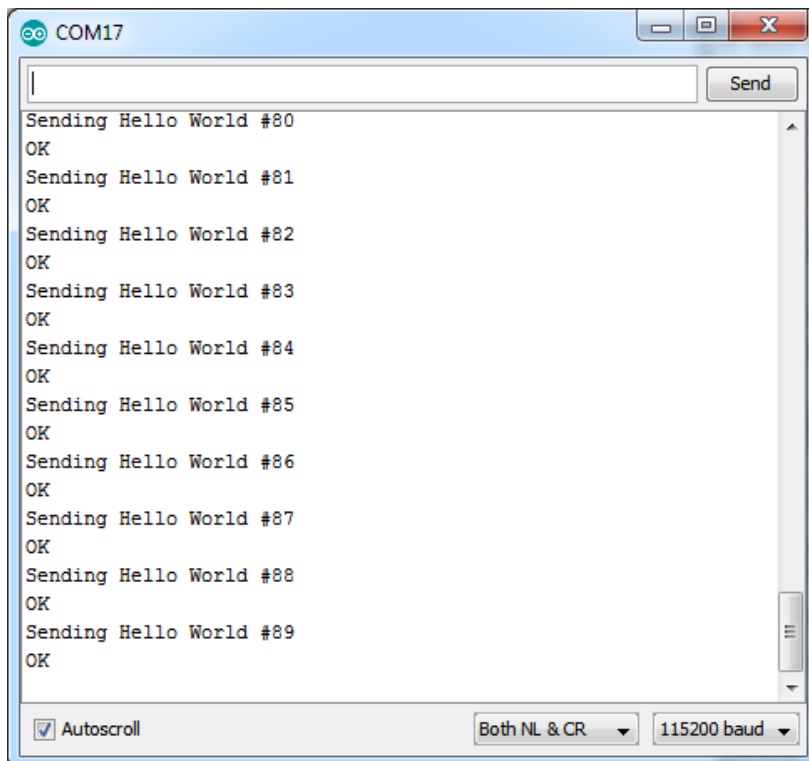 COM17
Send
Sending Hello World #80
OK
Sending Hello World #81
OK
Sending Hello World #82
OK
Sending Hello World #83
OK
Sending Hello World #84
OK
Sending Hello World #85
OK
Sending Hello World #86
OK
Sending Hello World #87
OK
Sending Hello World #88
OK
Sending Hello World #89
OK
Autoscroll
Both NL & CR
115200 baud